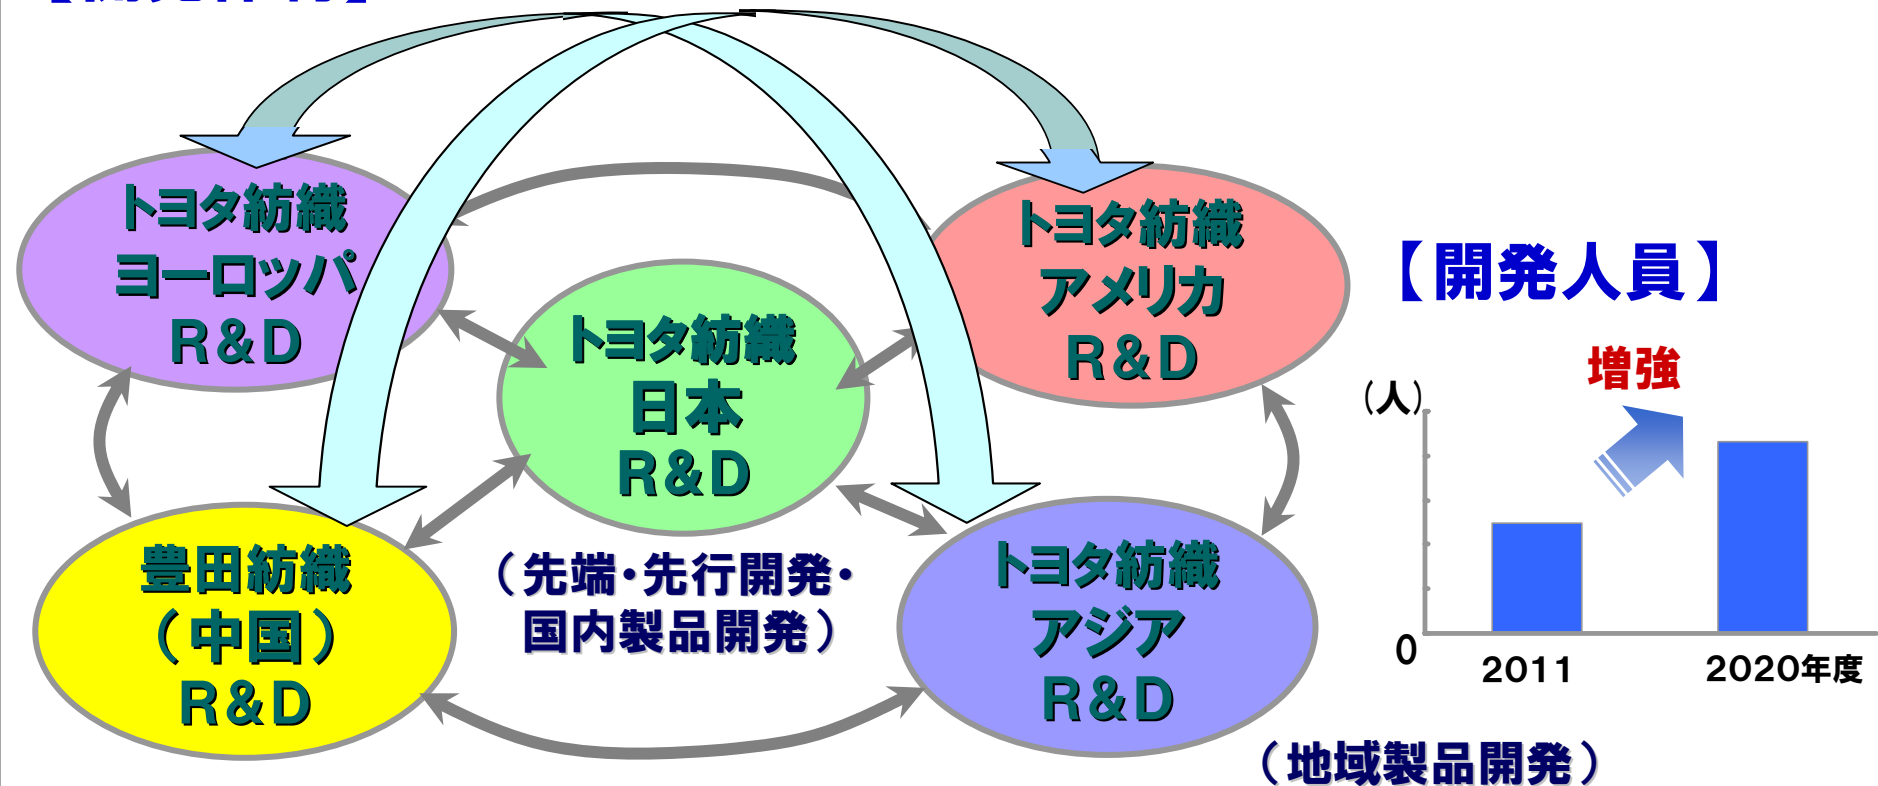 トヨタ紡織
ヨーロッパ
R&D
トヨタ紡織
アメリカ
R&D
トヨタ紡織
日本
R&D
豊田紡織
（中国）
R&D
（先端・先行開発・
国内製品開発）
トヨタ紡織
アジア
R&D
（地域製品開発）
【開発人員】
増強
(人)
0
2011
2020年度